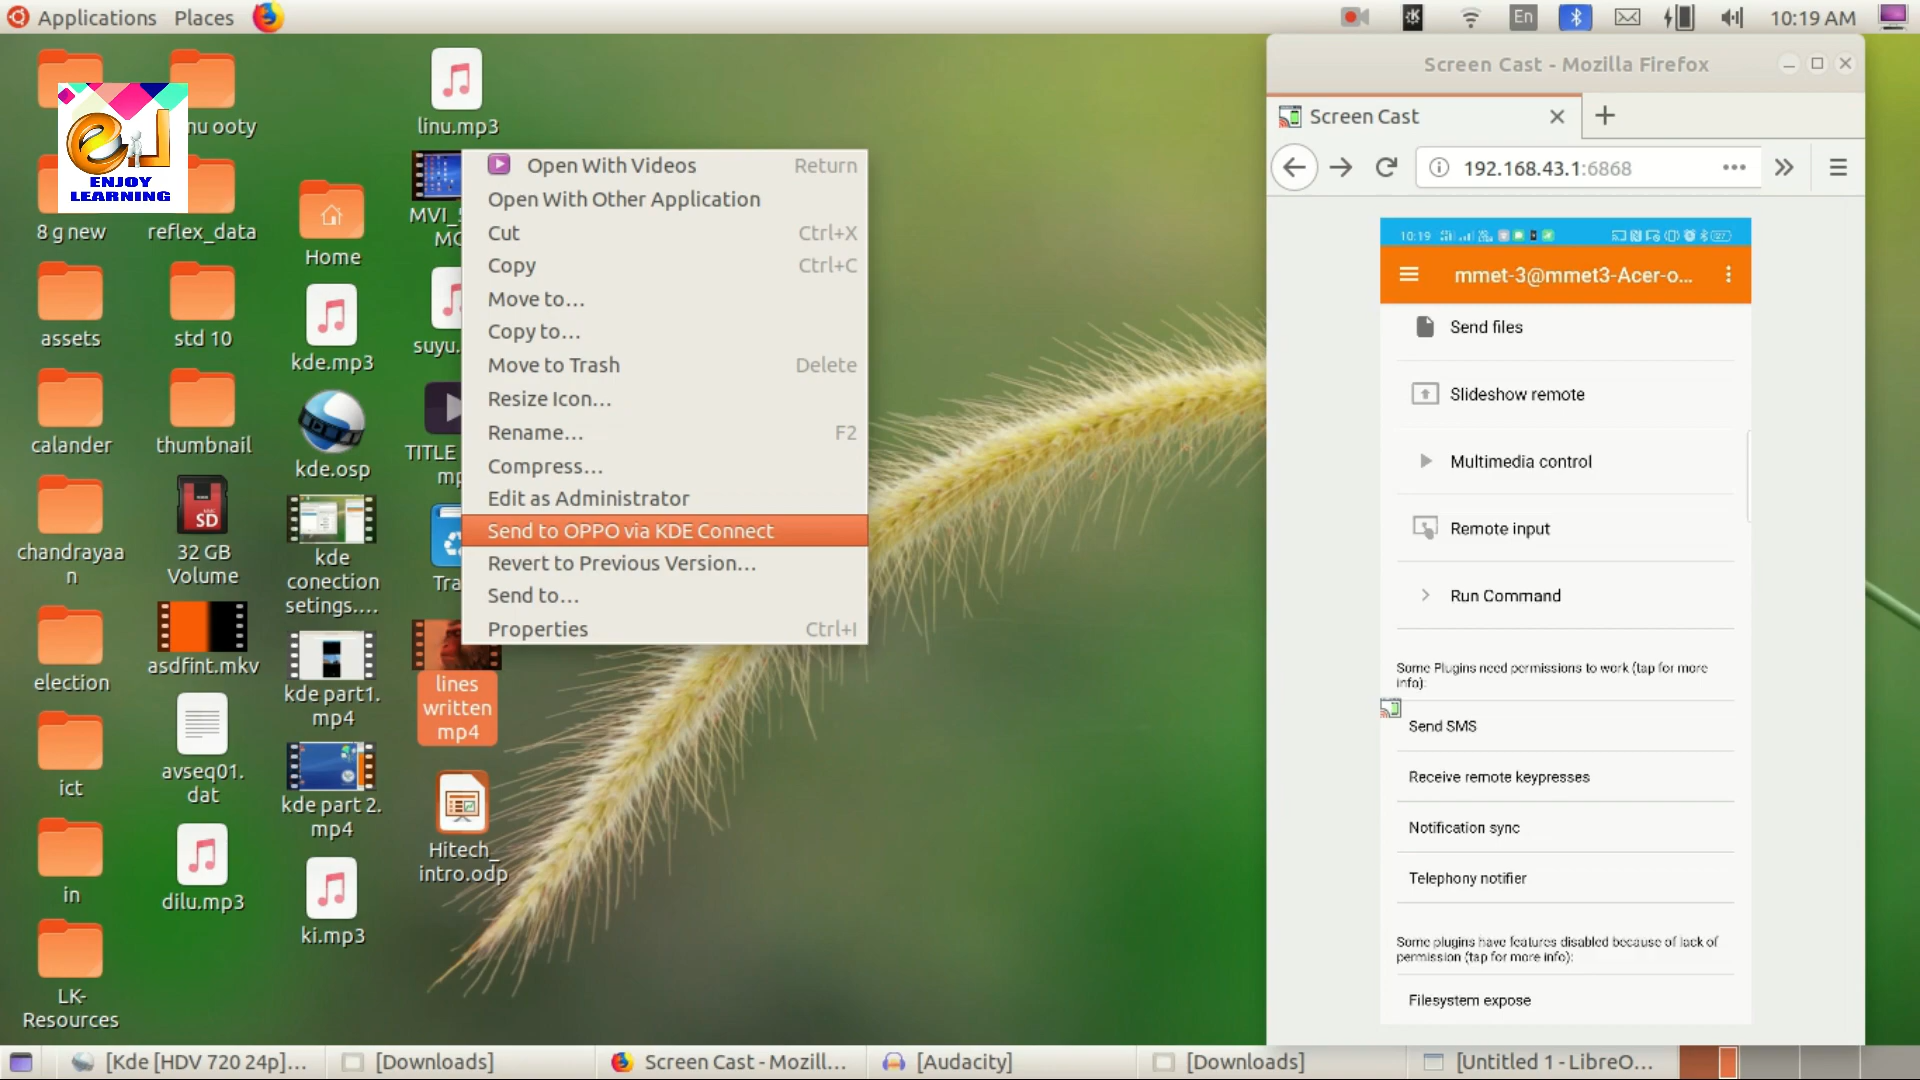 Applications Places
En
10:19 AM
nu ooty
ENJOY
LEARNING
8 g new
reflex_data
assets
std 10
calander
thumbnail
chandrayaa
n
SD
32 GB
Volume
election
asdfint.mkv
ict
avseq01.
dat
in
dilu.mp3
LK-
Resources
Home
kde.mp3
kde.osp
kde
conection
setings....
kde part1.
mp4
kde part 2.
mp4
ki.mp3
linu.mp3
MVI_
suyu.
TITLE
Tra
lines
written
mp4
Hitech_
intro.odp
Open With Videos Return
Open With Other Application
Cut Ctrl+X
Copy Ctrl+C
Move to...
Copy to...
Move to Trash Delete
Resize Icon...
Rename... F2
Compress...
Edit as Administrator
Send to OPPO via KDE Connect
Revert to Previous Version...
Send to...
Properties Ctrl+I
Screen Cast - Mozilla Firefox
Screen Cast
192.168.43.1:6868
10:19
mmet-3@mmet3-Acer-o...
Send files
Slideshow remote
Multimedia control
Remote input
Run Command
Some Plugins need permissions to work (tap for more
info):
Send SMS
Receive remote keypresses
Notification sync
Telephony notifier
Some plugins have features disabled because of lack of
permission (tap for more info):
Filesystem expose
[Kde [HDV 720 24p]...
[Downloads]
Screen Cast - Mozill...
[Audacity]
[Downloads]
[Untitled 1 - LibreO...